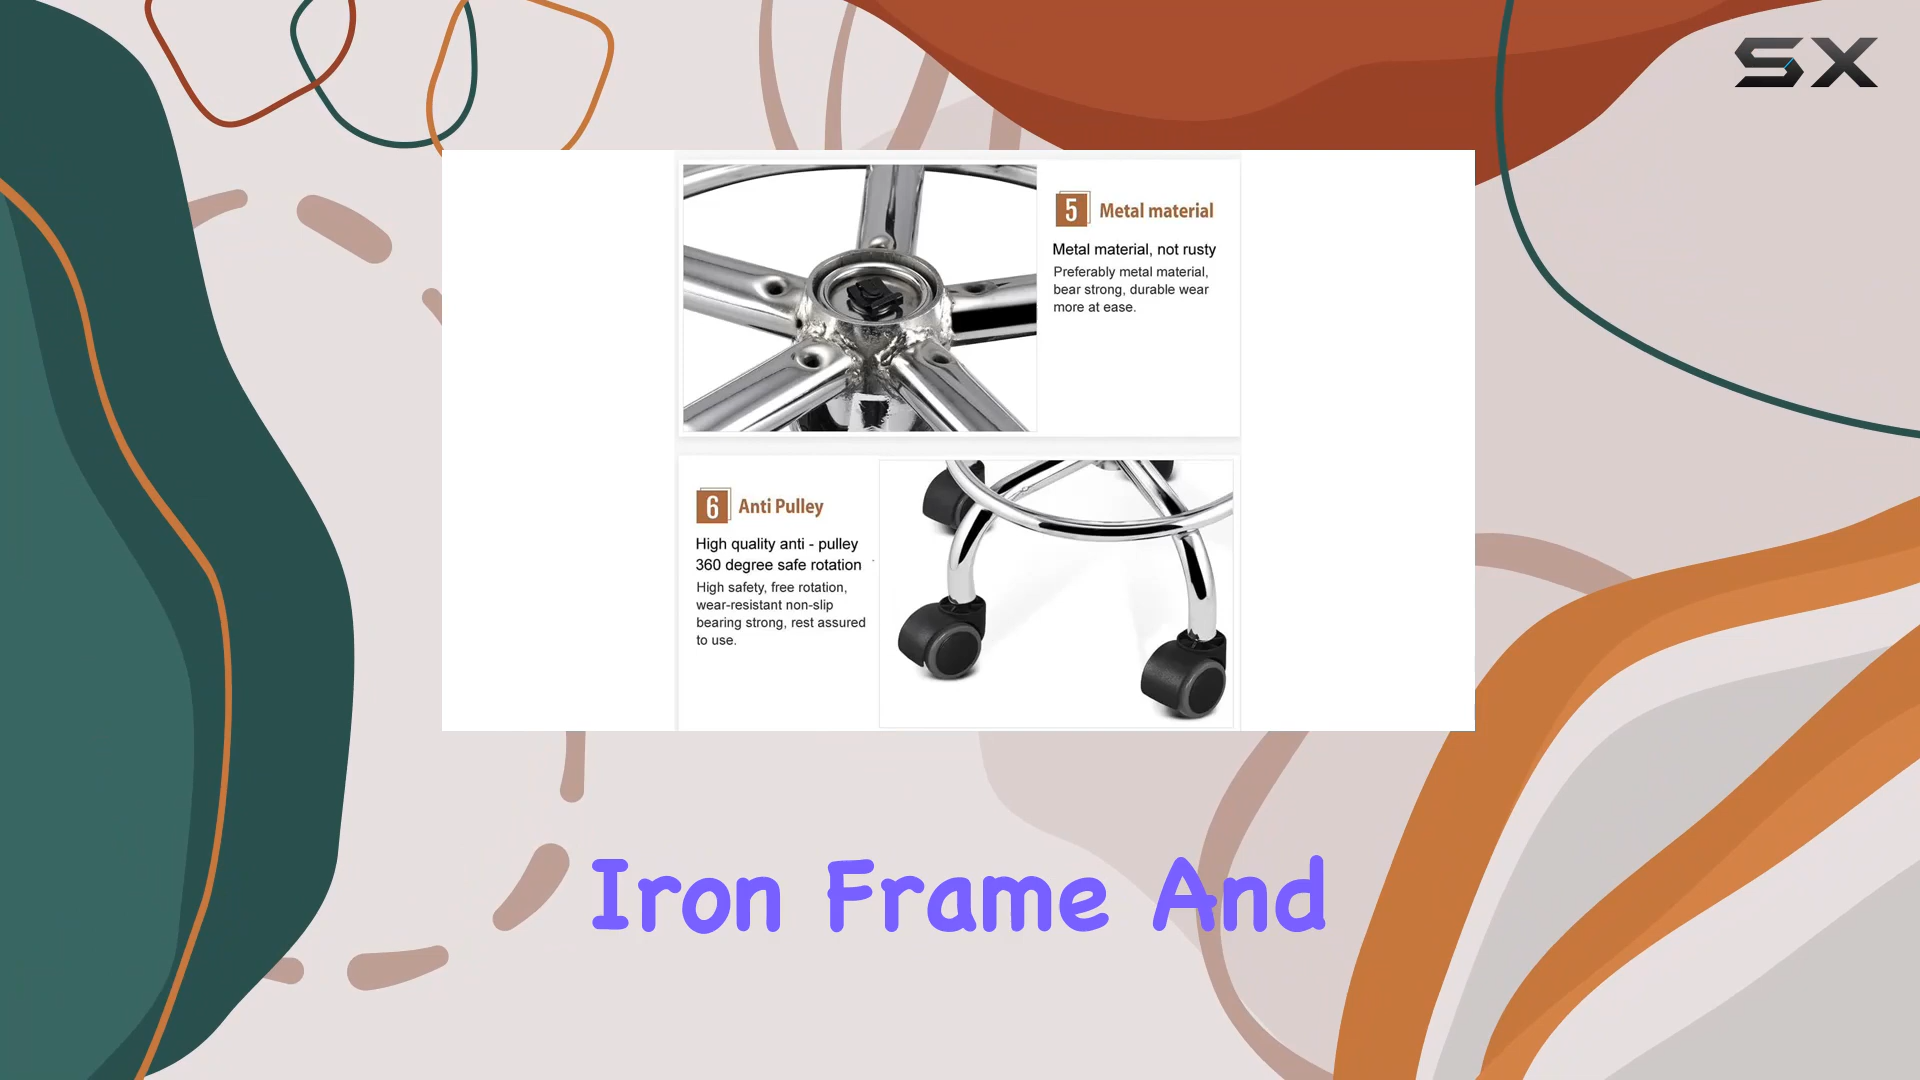 SX
5 Metal material
Metal material, not rusty
Preferably metal material,
bear strong, durable wear
more at ease.
6 Anti Pulley
High quality anti - pulley
360 degree safe rotation
High safety, free rotation,
wear-resistant non-slip
bearing strong, rest assured
to use.
Iron Frame And